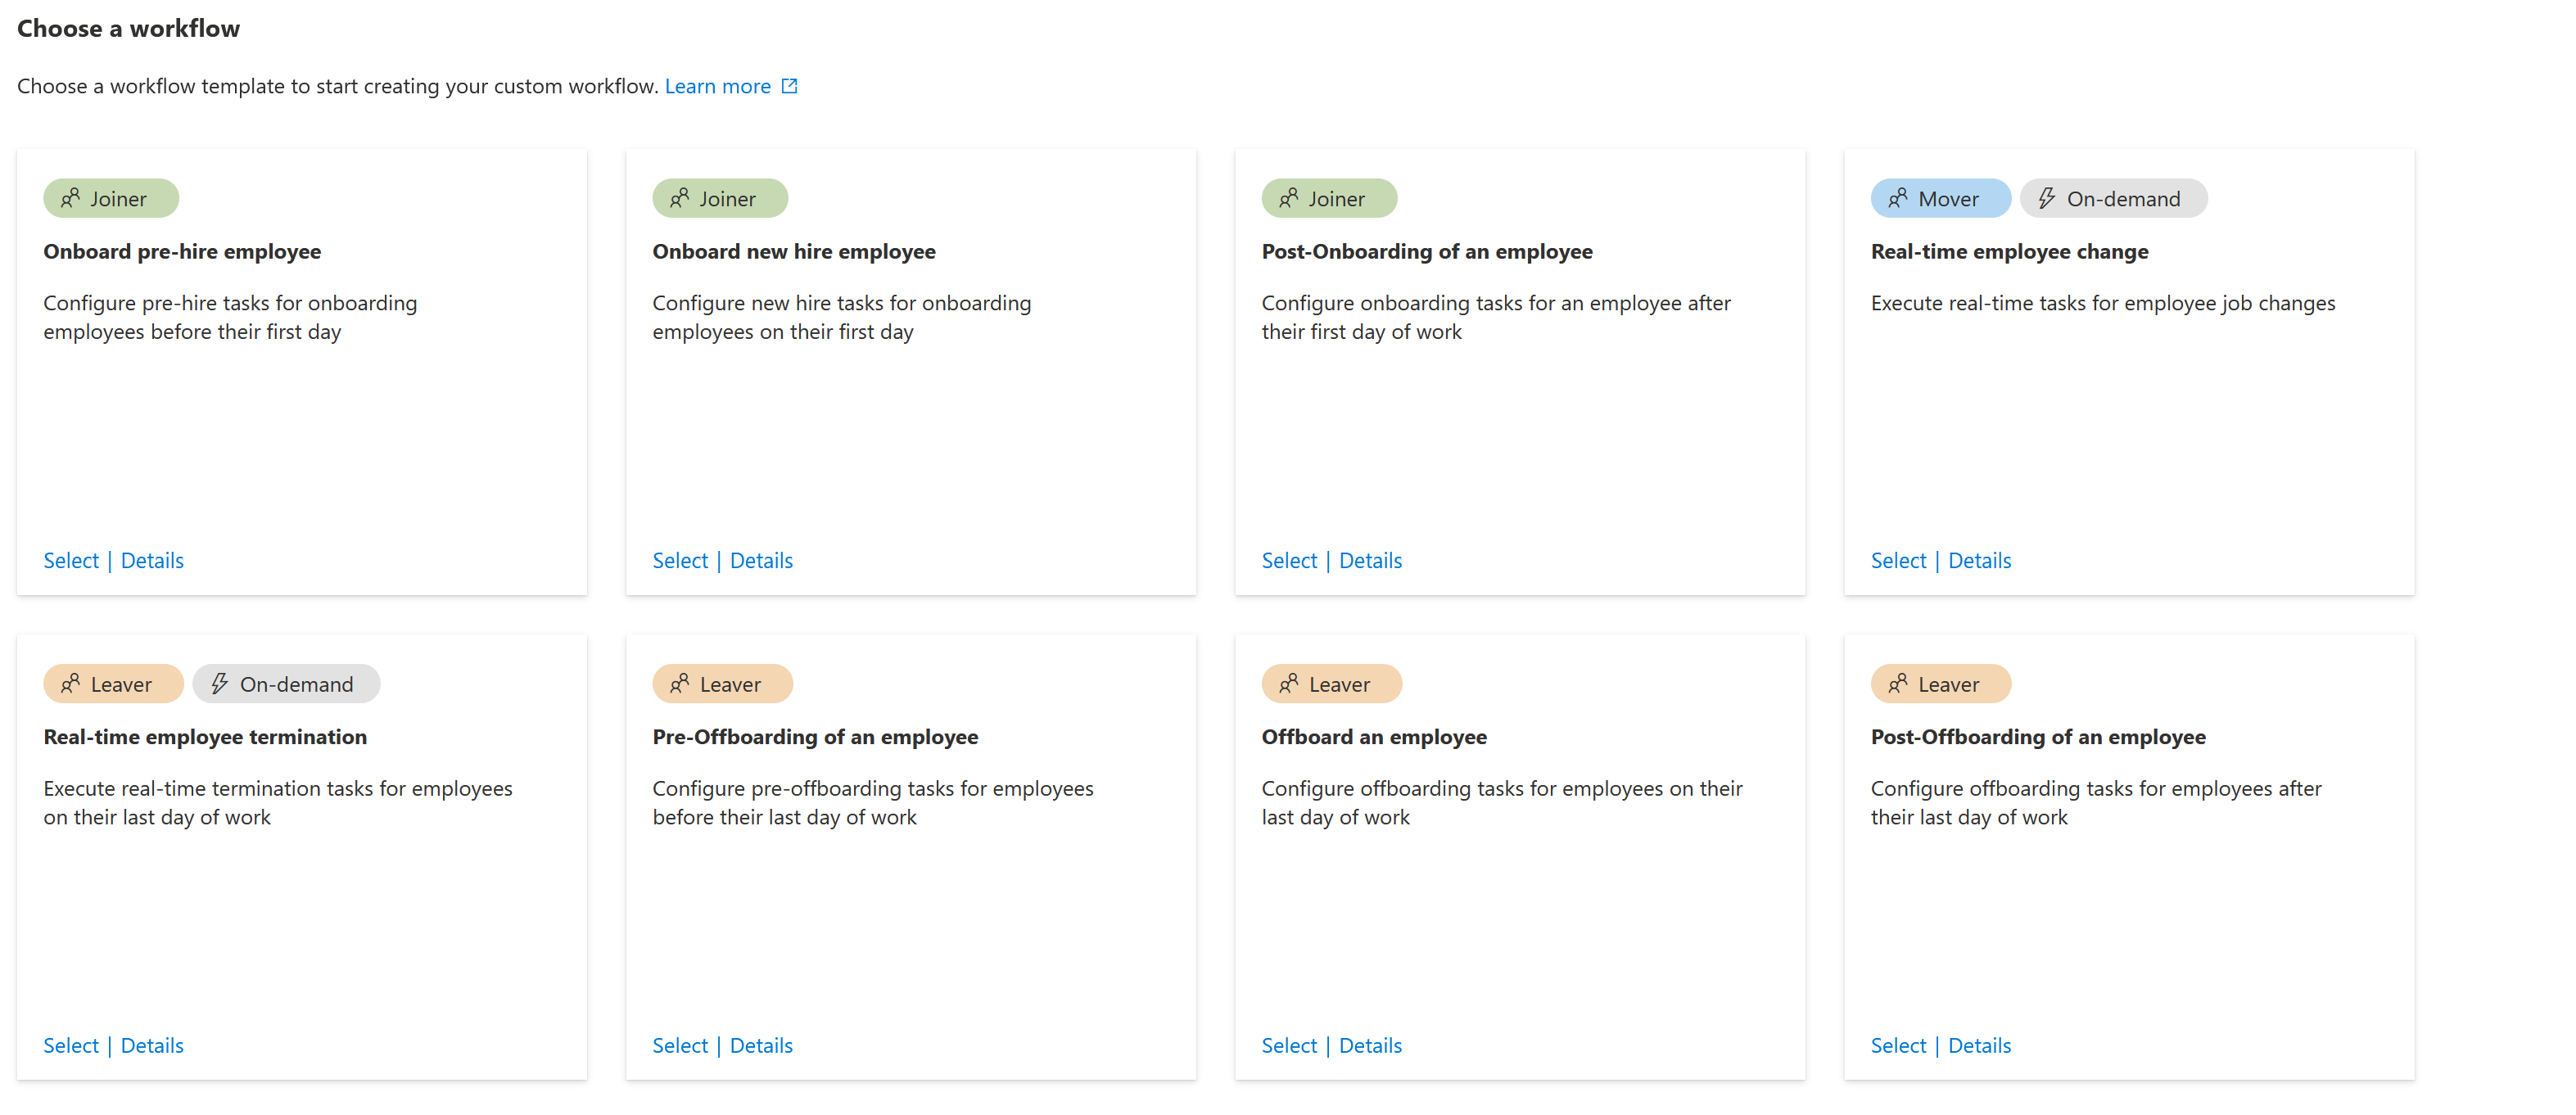 Choose a workflow
Choose a workflow template to start creating your custom workflow. Learn more
Joiner
Onboard pre-hire employee
Configure pre-hire tasks for onboarding
employees before their first day
Select | Details
Joiner
Onboard new hire employee
Configure new hire tasks for onboarding
employees on their first day
Select | Details
Joiner
Post-Onboarding of an employee
Configure onboarding tasks for an employee after
their first day of work
Select | Details
Mover On-demand
Real-time employee change
Execute real-time tasks for employee job changes
Select | Details
Leaver On-demand
Real-time employee termination
Execute real-time termination tasks for employees
on their last day of work
Select | Details
Leaver
Pre-Offboarding of an employee
Configure pre-offboarding tasks for employees
before their last day of work
Select | Details
Leaver
Offboard an employee
Configure offboarding tasks for employees on their
last day of work
Select | Details
Leaver
Post-Offboarding of an employee
Configure offboarding tasks for employees after
their last day of work
Select | Details